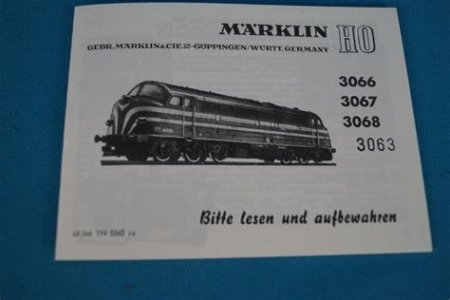 MÄRKLIN HO
GEBR. MÄRKLIN & CIE. GÖPPINGEN/WÜRTT. GERMANY
3066
3067
3068
3063
Bitte lesen und aufbewahren